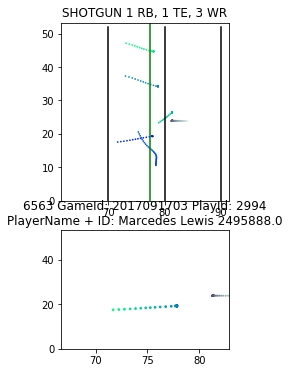 SHOTGUN 1 RB, 1 TE, 3 WR
50
40
30
20
10
0
70 80 90
6563 GameId: 2017091703 PlayId: 2994
PlayerName + ID: Marcedes Lewis 2495888.0
40
20
0
70 75 80